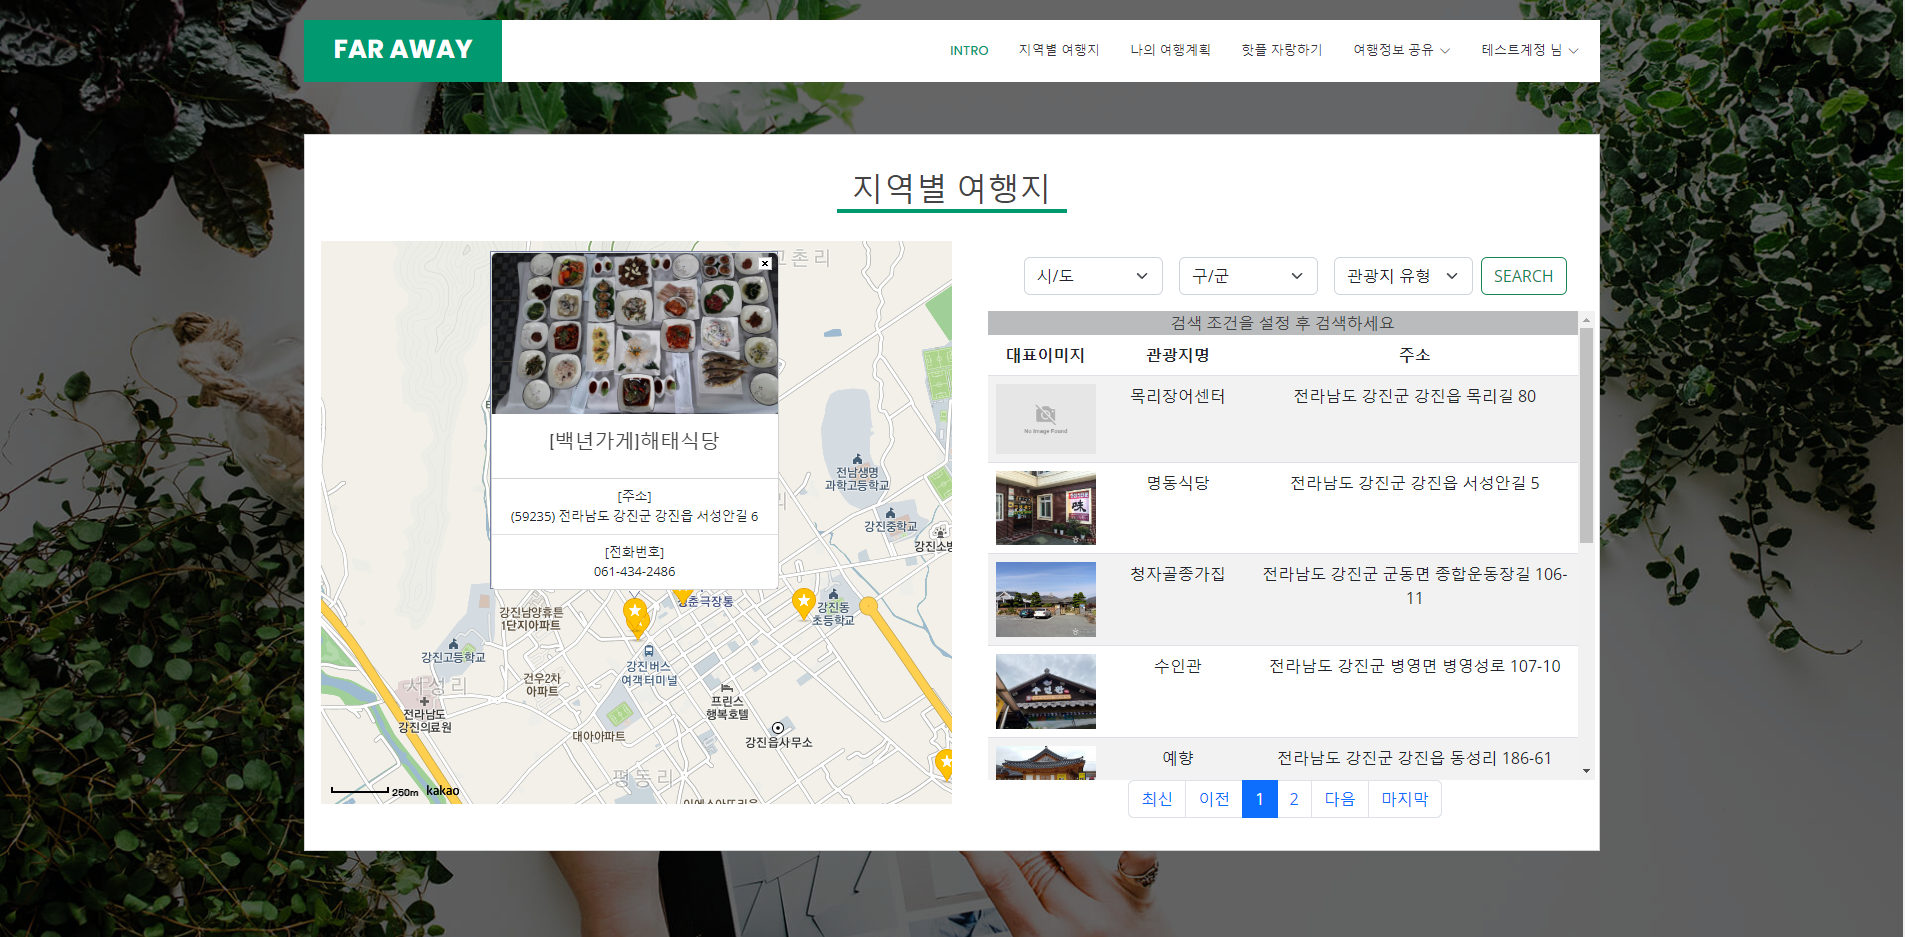 FAR AWAY
INTRO
지역별 여행지
나의 여행계획
핫플 자랑하기
여행정보 공유
테스트계정 님
지역별 여행지
고촌리
[백년가게]해태식당
[주소]
(59235) 전라남도 강진군 강진읍 서성안길 6
[전화번호]
061-434-2486
전남생명
과학고등학교
강진중학교
강진소방
강진남양휴튼
1단지아파트
청춘극장통
강진동
초등학교
강진고등학교
강진버스
여객터미널
서성리
건우2차
아파트
프린스
행복호텔
전라남도
강진의료원
대아아파트
강진읍사무소
평동리
250m
kakao
시/도
구/군
관광지 유형
SEARCH
검색 조건을 설정 후 검색하세요
대표이미지 관광지명 주소
No Image Found
목리장어센터 전라남도 강진군 강진읍 목리길 80
味
명동식당 전라남도 강진군 강진읍 서성안길 5
청자골종가집 전라남도 강진군 군동면 종합운동장길 106-
11
수인관
수인관 전라남도 강진군 병영면 병영성로 107-10
예향 전라남도 강진군 강진읍 동성리 186-61
최신 이전 1 2 다음 마지막